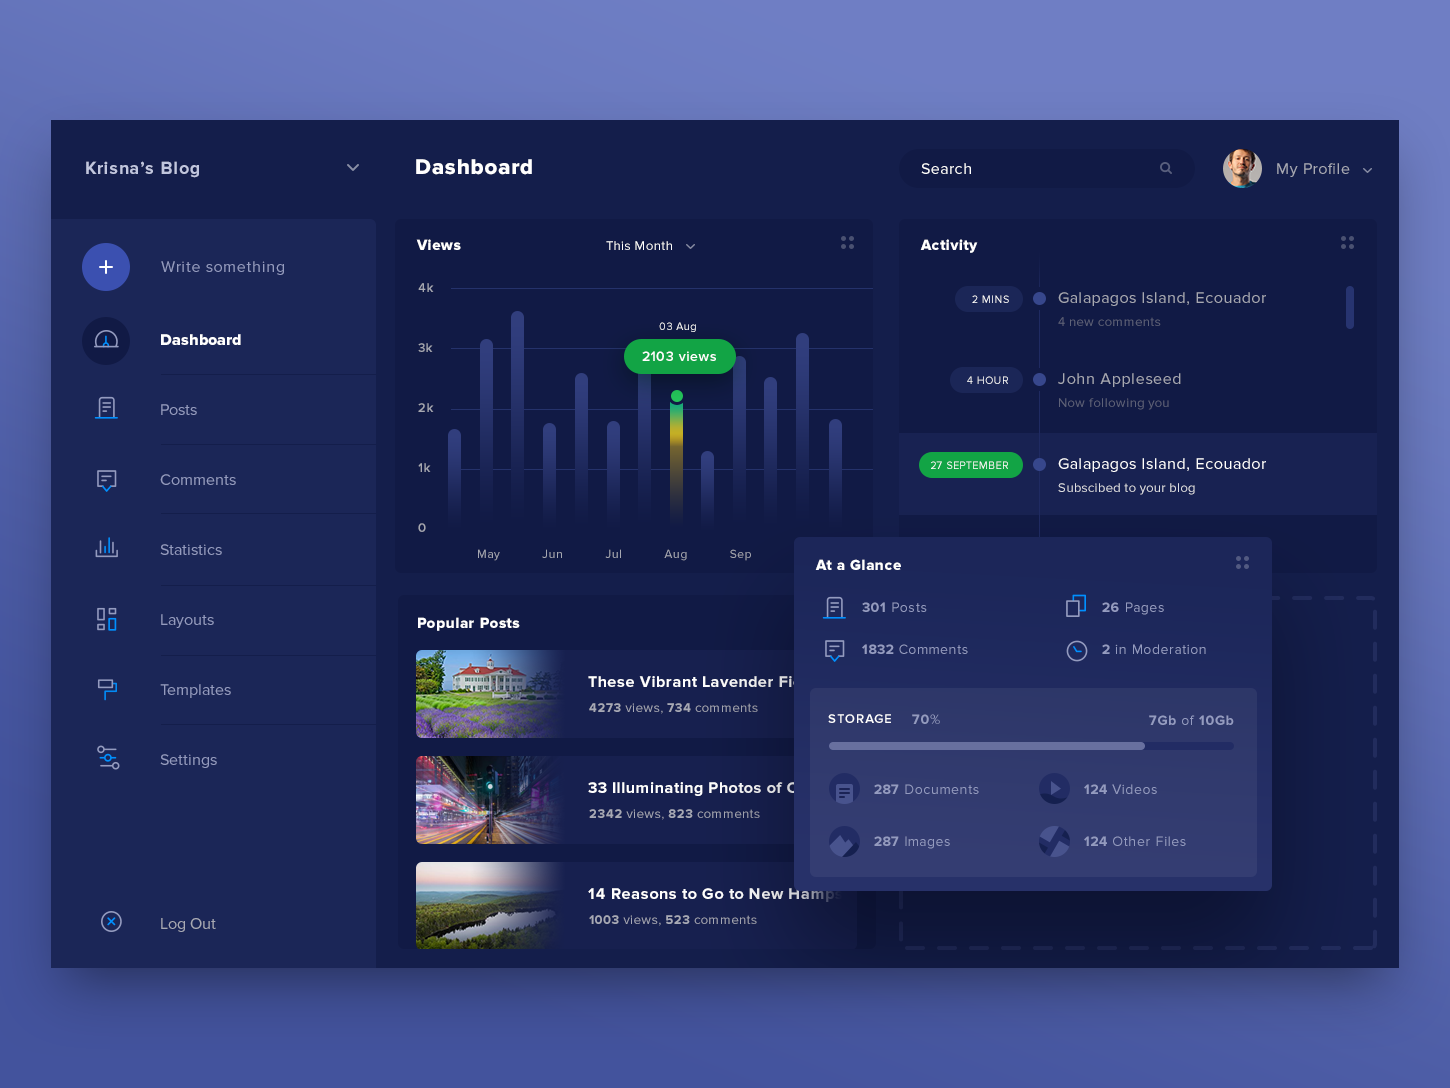 Krisna’s Blog
Dashboard
Search
My Profile
Write something
Dashboard
Posts
Comments
Statistics
Layouts
Templates
Settings
Log Out
Views
This Month
4k
3k
2k
1k
0
03 Aug
2103 views
May Jun Jul Aug Sep
Activity
2 MINS
Galapagos Island, Ecouador
4 new comments
4 HOUR
John Appleseed
Now following you
27 SEPTEMBER
Galapagos Island, Ecouador
Subscibed to your blog
Popular Posts
These Vibrant Lavender Fi
4273 views, 734 comments
33 Illuminating Photos of C
2342 views, 823 comments
14 Reasons to Go to New Hamp
1003 views, 523 comments
At a Glance
301 Posts
26 Pages
1832 Comments
2 in Moderation
STORAGE 70%
7Gb of 10Gb
287 Documents
124 Videos
287 Images
124 Other Files